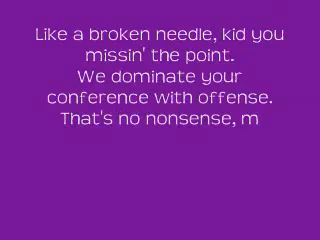 Like a broken needle, kid you
missin' the point.
We dominate your
conference with offense.
That's no nonsense, m